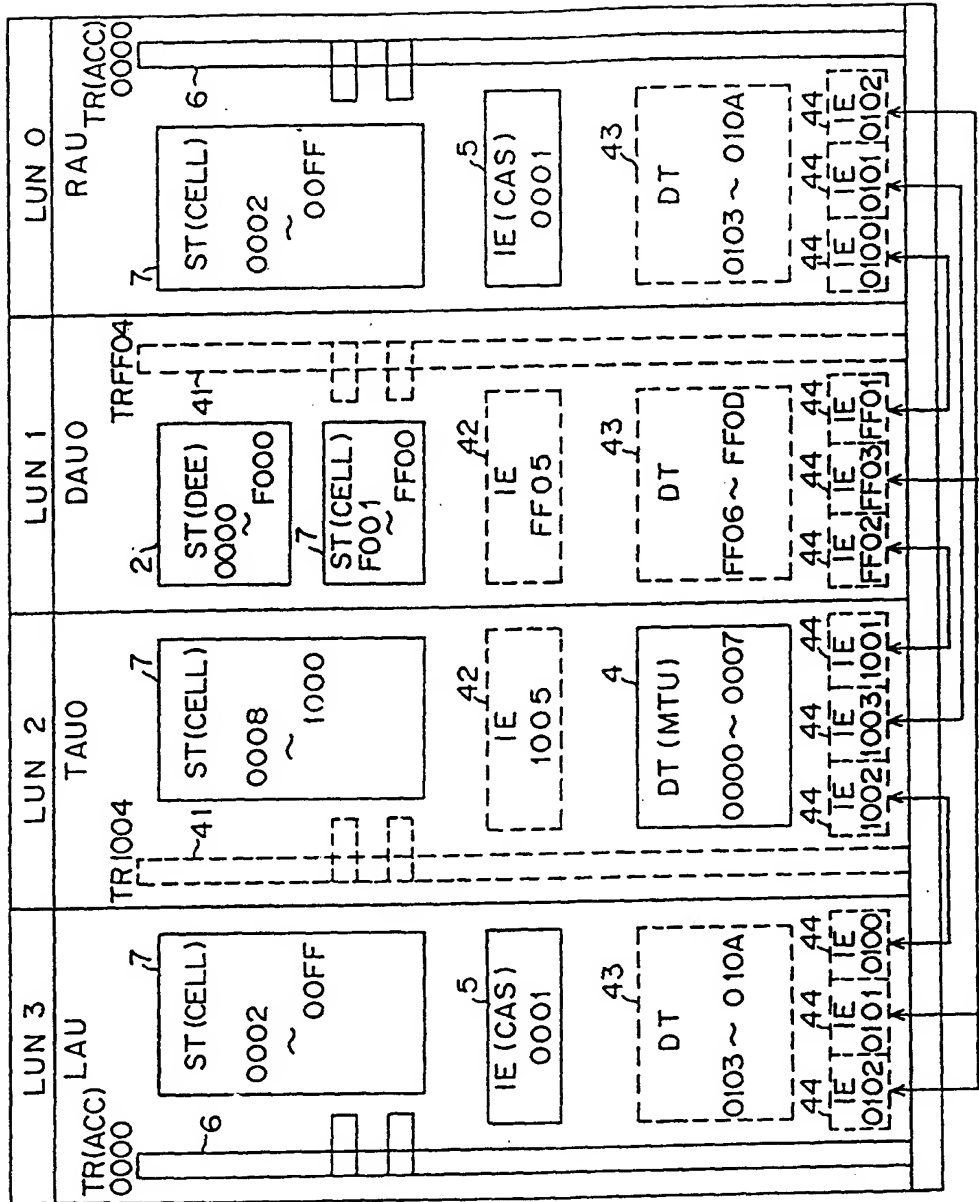 LUN 3
LAU
TR(ACC)
0000
6
7
ST(CELL)
0002
~
00FF
5
IE(CAS)
0001
43
DT
0103~010A
44
44
44
IE
IE
IE
0102
0101
0100
LUN 2
TAU0
TR1004
41
7
ST(CELL)
0008
~
1000
42
IE
1005
4
DT(MTU)
0000~0007
44
44
44
IE
IE
IE
1002
1003
1001
LUN 1
DAU0
2
ST(DEE)
0000
~
F000
TRFF04
41
7
ST(CELL)
F001
~
FF00
42
IE
FF05
43
DT
FF06~FF0D
44
44
44
IE
IE
IE
FF02
FF03
FF01
LUN 0
RAU
TR(ACC)
0000
6
7
ST(CELL)
0002
~
00FF
5
IE(CAS)
0001
43
DT
0103~010A
44
44
44
IE
IE
IE
0100
0101
0102